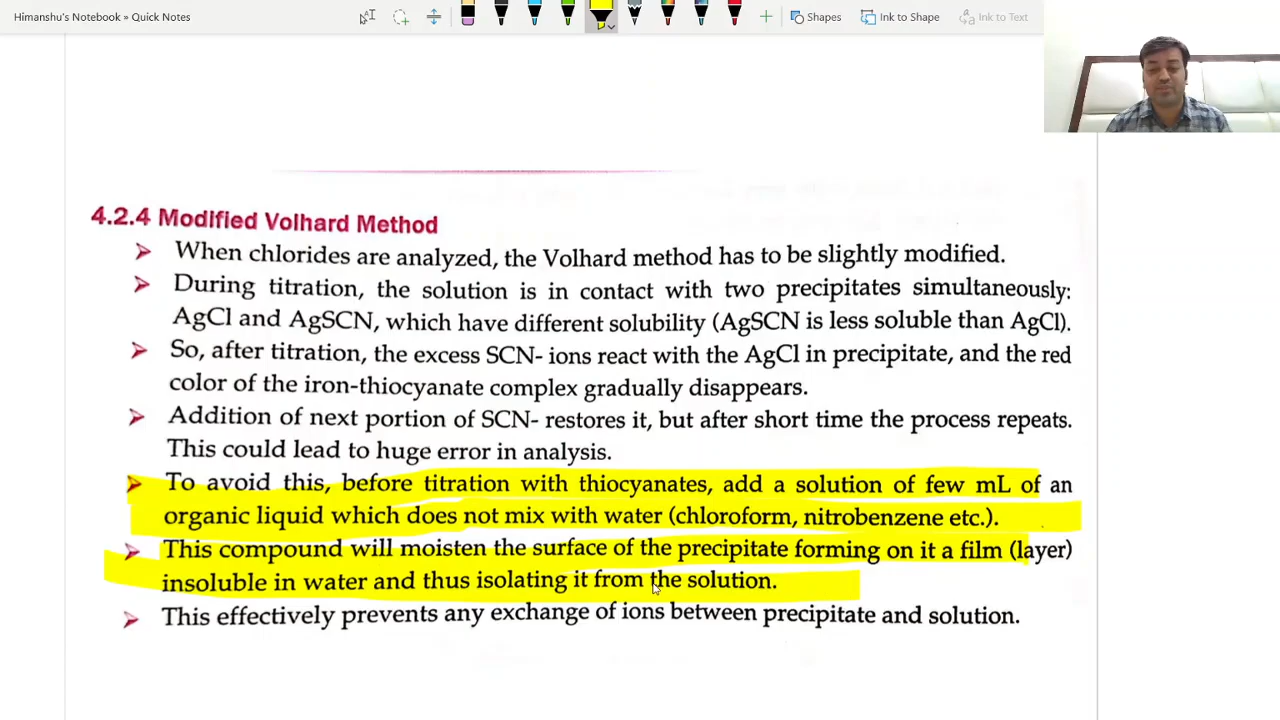 Himanshu's Notebook » Quick Notes
Shapes
Ink to Shape
Ink to Text
4.2.4 Modified Volhard Method
➤ When chlorides are analyzed, the Volhard method has to be slightly modified.
➤ During titration, the solution is in contact with two precipitates simultaneously:
AgCl and AgSCN, which have different solubility (AgSCN is less soluble than AgCl).
➤ So, after titration, the excess SCN- ions react with the AgCl in precipitate, and the red
color of the iron-thiocyanate complex gradually disappears.
➤ Addition of next portion of SCN- restores it, but after short time the process repeats.
This could lead to huge error in analysis.
➤ To avoid this, before titration with thiocyanates, add a solution of few mL of an
organic liquid which does not mix with water (chloroform, nitrobenzene etc.).
➤ This compound will moisten the surface of the precipitate forming on it a film (layer)
insoluble in water and thus isolating it from the solution.
➤ This effectively prevents any exchange of ions between precipitate and solution.